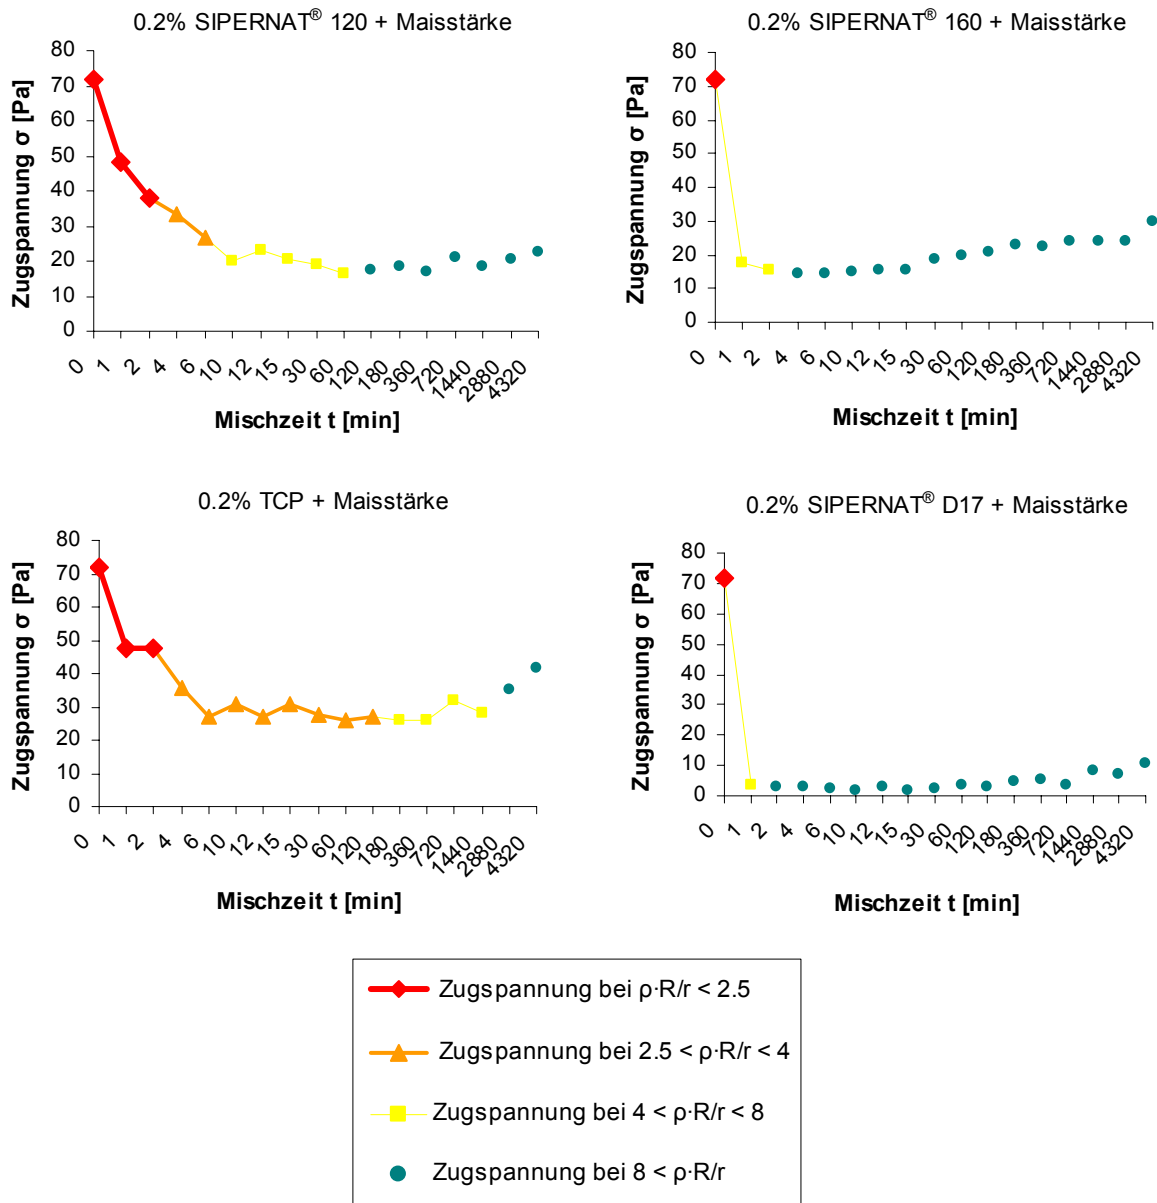 0.2% SIPERNAT® 120 + Maisstärke
Zugspannung σ [Pa]
80
70
60
50
40
30
20
10
0
0 1 2 4 6 10 12 15 30 60 120 180 360 720 1440 2880 4320
Mischzeit t [min]
0.2% SIPERNAT® 160 + Maisstärke
Zugspannung σ [Pa]
80
70
60
50
40
30
20
10
0
0 1 2 4 6 10 12 15 30 60 120 180 360 720 1440 2880 4320
Mischzeit t [min]
0.2% TCP + Maisstärke
Zugspannung σ [Pa]
80
70
60
50
40
30
20
10
0
0 1 2 4 6 10 12 15 30 60 120 180 360 720 1440 2880 4320
Mischzeit t [min]
0.2% SIPERNAT® D17 + Maisstärke
Zugspannung σ [Pa]
80
70
60
50
40
30
20
10
0
0 1 2 4 6 10 12 15 30 60 120 180 360 720 1440 2880 4320
Mischzeit t [min]
Zugspannung bei ρ·R/r < 2.5
Zugspannung bei 2.5 < ρ·R/r < 4
Zugspannung bei 4 < ρ·R/r < 8
Zugspannung bei 8 < ρ·R/r